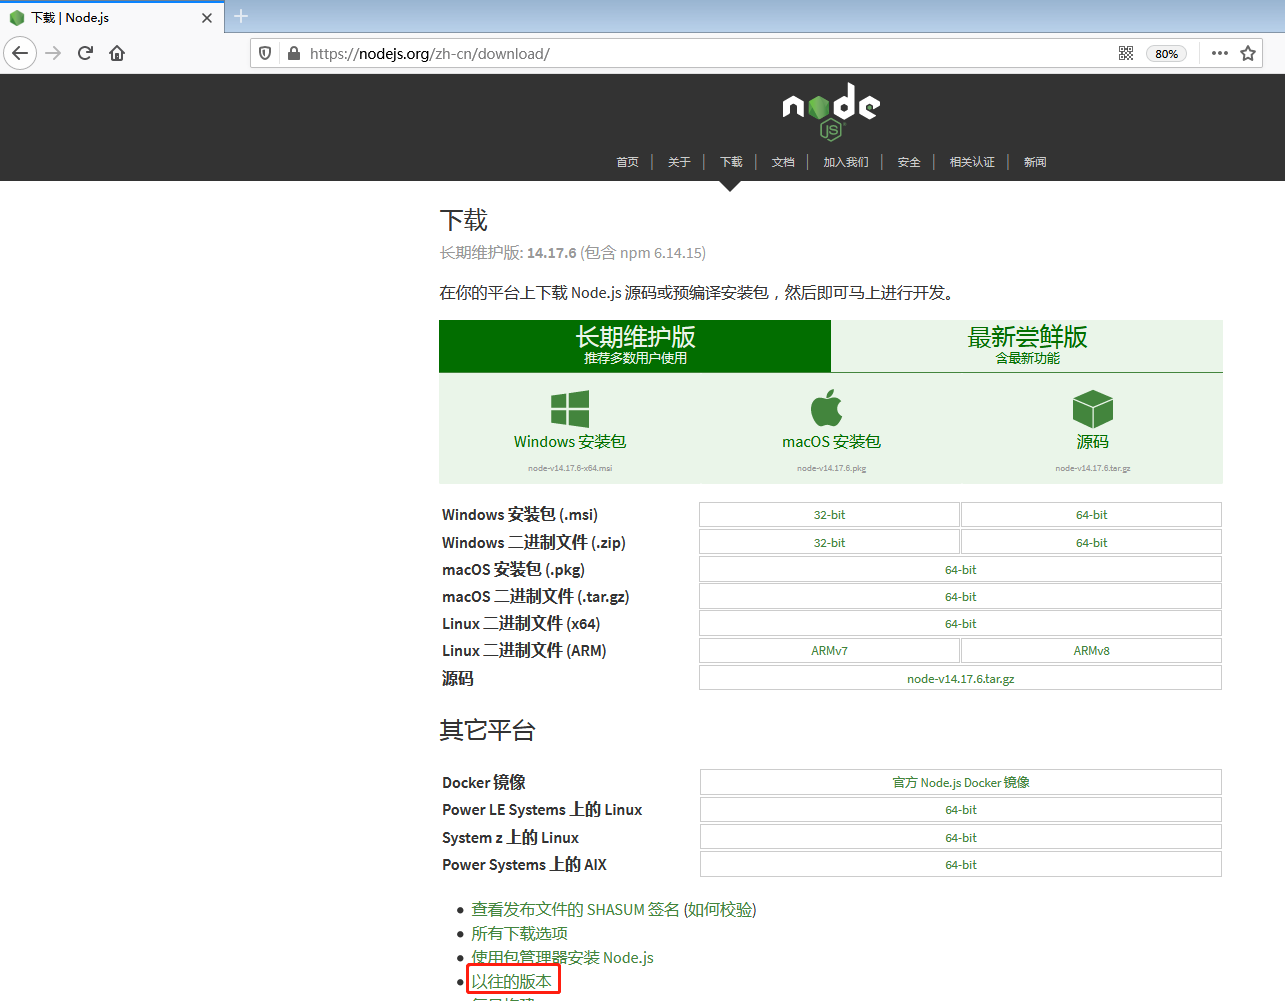 下载 | Node.js
https://nodejs.org/zh-cn/download/
80%
node
JS
首页 | 关于 | 下载 | 文档 | 加入我们 | 安全 | 相关认证 | 新闻
下载
长期维护版: 14.17.6 (包含 npm 6.14.15)
在你的平台上下载 Node.js 源码或预编译安装包，然后即可马上进行开发。
长期维护版
推荐多数用户使用
最新尝鲜版
含最新功能
Windows 安装包
node-v14.17.6-x64.msi
macOS 安装包
node-v14.17.6.pkg
源码
node-v14.17.6.tar.gz
Windows 安装包 (.msi) 32-bit 64-bit
Windows 二进制文件 (.zip) 32-bit 64-bit
macOS 安装包 (.pkg) 64-bit
macOS 二进制文件 (.tar.gz) 64-bit
Linux 二进制文件 (x64) 64-bit
Linux 二进制文件 (ARM) ARMv7 ARMv8
源码 node-v14.17.6.tar.gz
其它平台
Docker 镜像 官方 Node.js Docker 镜像
Power LE Systems 上的 Linux 64-bit
System z 上的 Linux 64-bit
Power Systems 上的 AIX 64-bit
查看发布文件的 SHASUM 签名 (如何校验)
所有下载选项
使用包管理器安装 Node.js
以往的版本